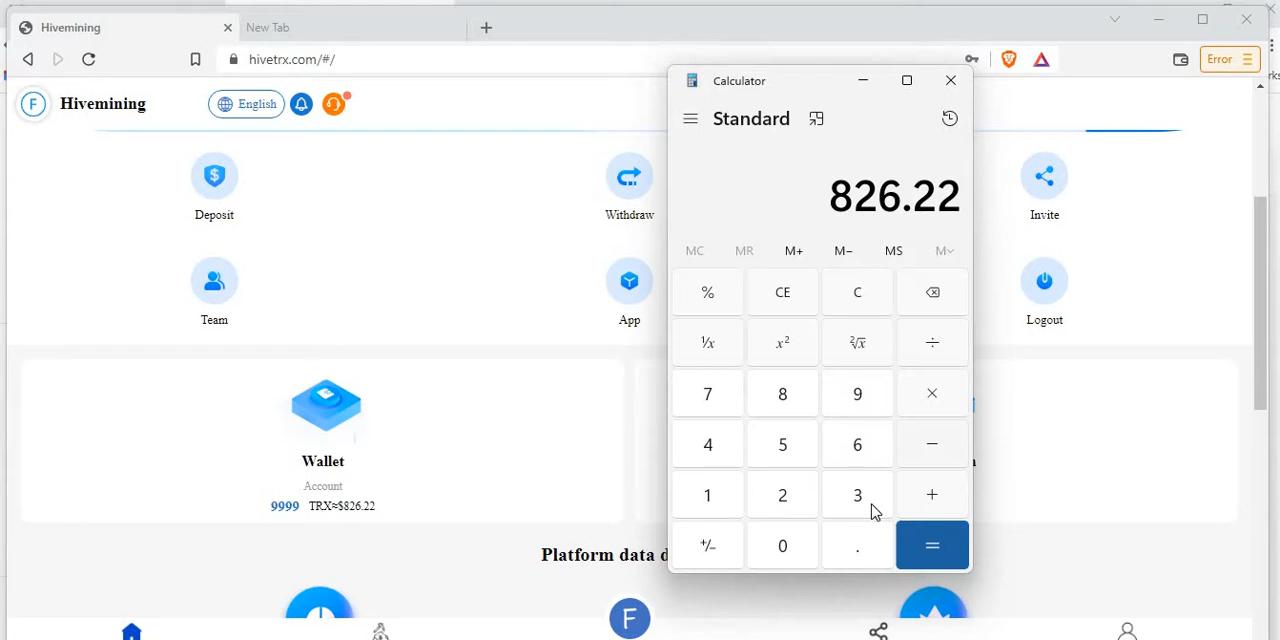 Hivemining
New Tab
hivetrx.com/#/
Error
F
Hivemining
English
Deposit
Withdraw
Invite
Team
App
Logout
Wallet
Account
9999 TRX≈$826.22
Platform data d
F
Calculator
Standard
826.22
MC MR M+ M− MS M
% CE C
¹/x x² ²√x ÷
7 8 9 ×
4 5 6 −
1 2 3 +
+/− 0 . =